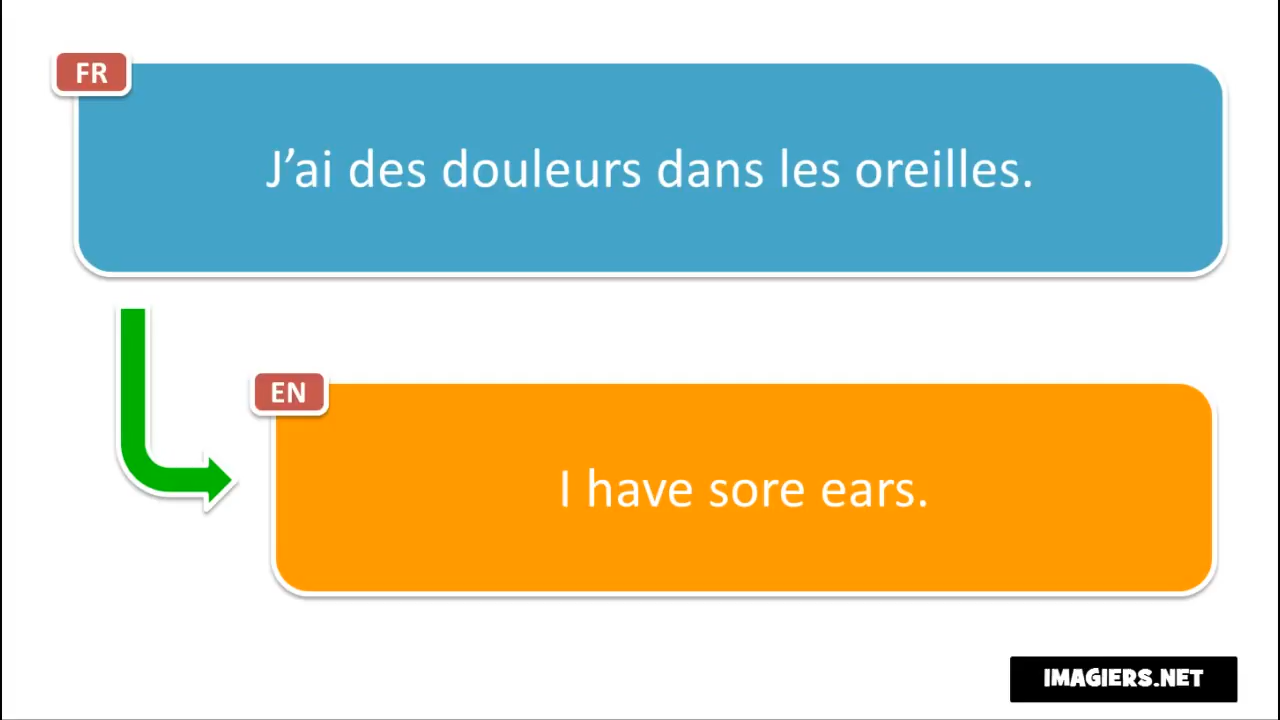 FR
J’ai des douleurs dans les oreilles.
EN
I have sore ears.
IMAGIERS.NET